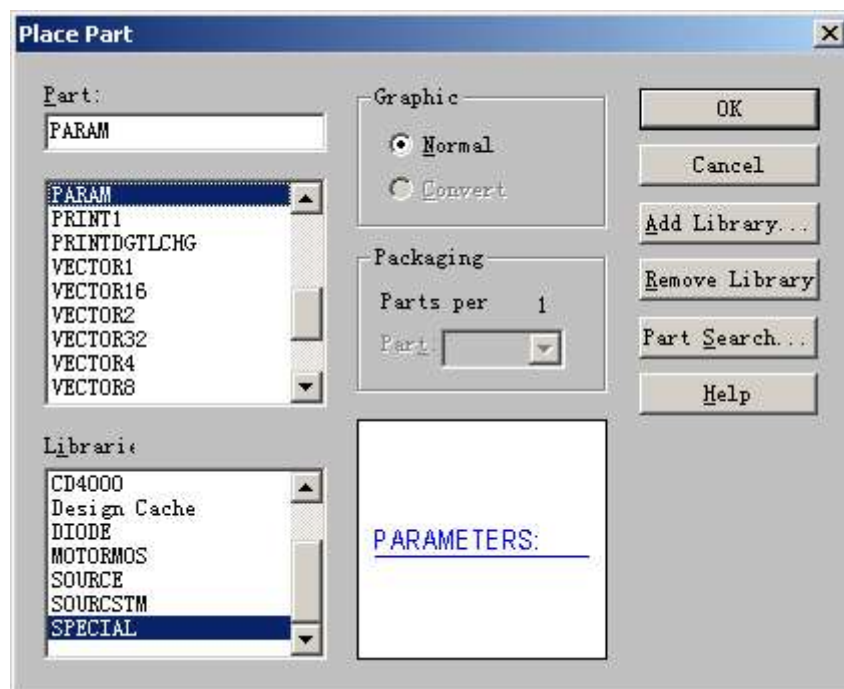 Place Part
Part:
PARAM
PARAM
PRINT1
PRINTDGTLCHG
VECTOR1
VECTOR16
VECTOR2
VECTOR32
VECTOR4
VECTOR8
Librarie
CD4000
Design Cache
DIODE
MOTORMOS
SOURCE
SOURCSTM
SPECIAL
Graphic
Normal
Convert
Packaging
Parts per 1
Part:
PARAMETERS:
OK
Cancel
Add Library...
Remove Library
Part Search...
Help